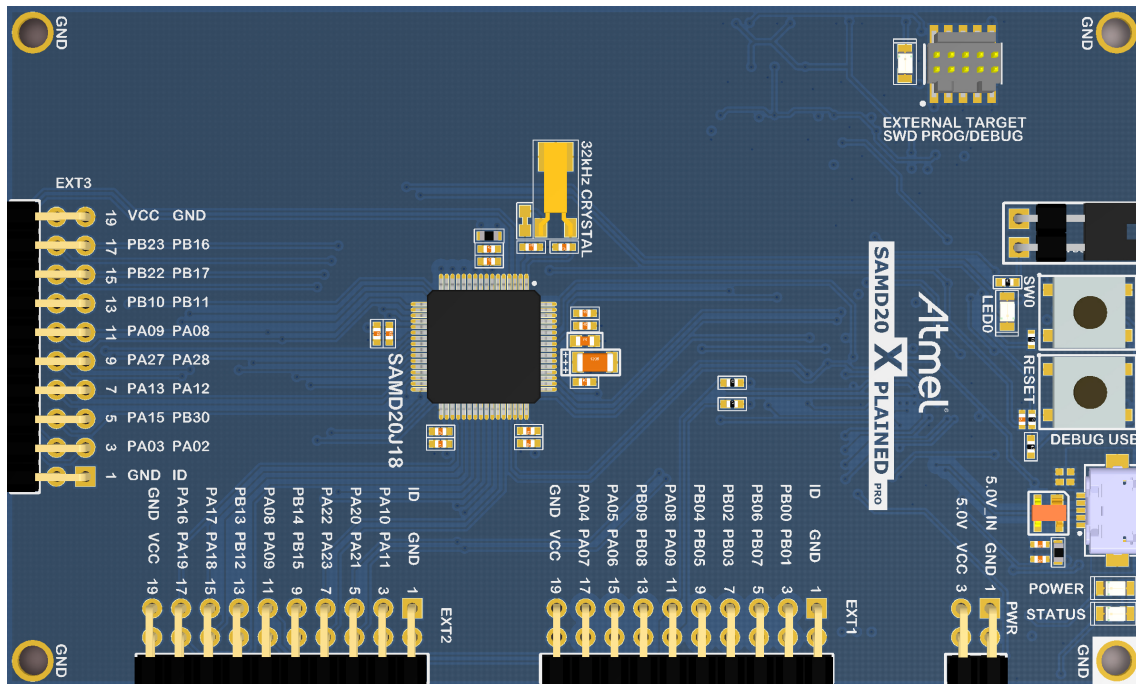 GND
GND
EXTERNAL TARGET
SWD PROG/DEBUG
32kHz CRYSTAL
EXT3
19 VCC GND
17 PB23 PB16
15 PB22 PB17
13 PB10 PB11
11 PA09 PA08
9 PA27 PA28
7 PA13 PA12
5 PA15 PB30
3 PA03 PA02
1 GND ID
SAMD20J18
SAMD20
X
PLAINED
PRO
Atmel
SW0
LED0
RESET
DEBUG USB
GND VCC 19
PA16 PA19 17
PA17 PA18 15
PB13 PB12 13
PA08 PA09 11
PB14 PB15 9
PA22 PA23 7
PA20 PA21 5
PA10 PA11 3
ID GND 1
EXT2
GND VCC 19
PA04 PA07 17
PA05 PA06 15
PB09 PB08 13
PA08 PA09 11
PB04 PB05 9
PB02 PB03 7
PB06 PB07 5
PB00 PB01 3
ID GND 1
EXT1
5.0V VCC 3
5.0V_IN GND 1
PWR
POWER
STATUS
GND
GND